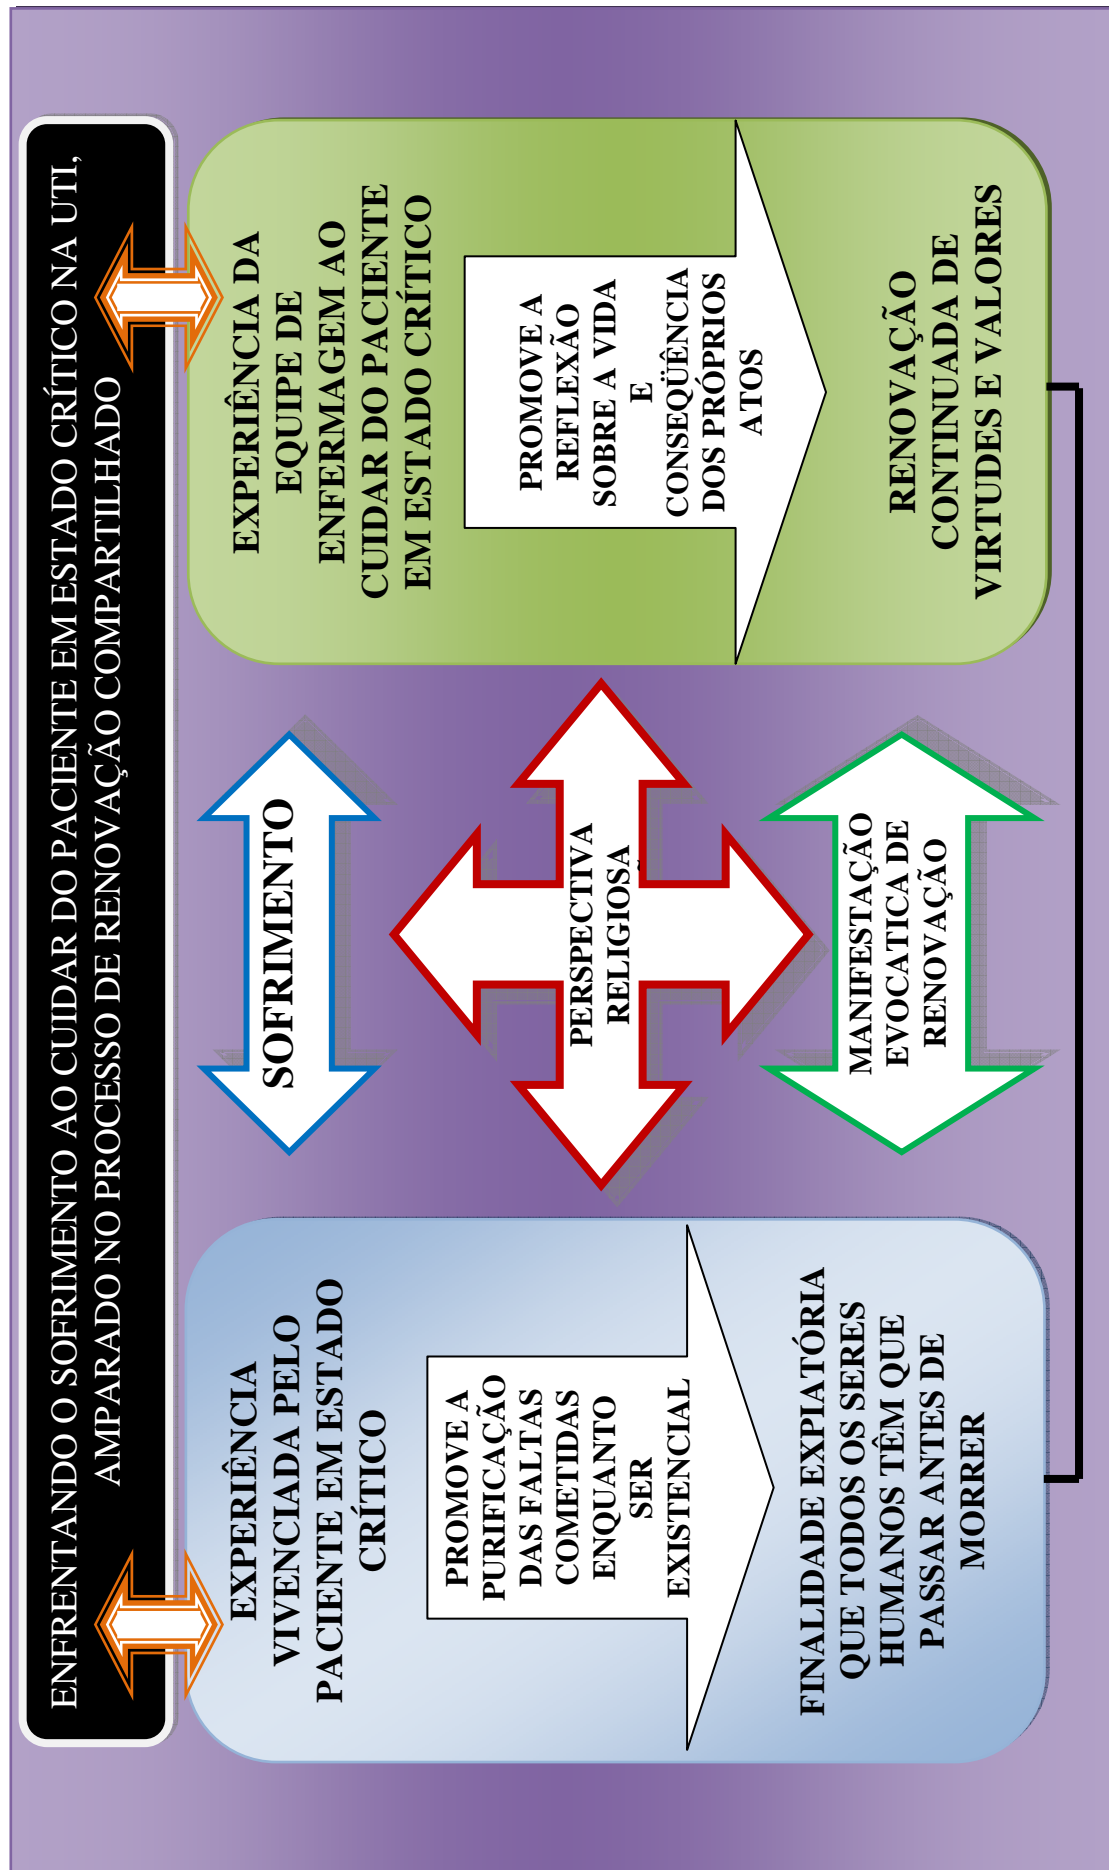 ENFRENTANDO O SOFRIMENTO AO CUIDAR DO PACIENTE EM ESTADO CRÍTICO NA UTI,
AMPARADO NO PROCESSO DE RENOVAÇÃO COMPARTILHADO
EXPERIÊNCIA
VIVENCIADA PELO
PACIENTE EM ESTADO
CRÍTICO
PROMOVE A
PURIFICAÇÃO
DAS FALTAS
COMETIDAS
ENQUANTO
SER
EXISTENCIAL
FINALIDADE EXPIATÓRIA
QUE TODOS OS SERES
HUMANOS TÊM QUE
PASSAR ANTES DE
MORRER
SOFRIMENTO
PERSPECTIVA
RELIGIOSA
MANIFESTAÇÃO
EVOCATICA DE
RENOVAÇÃO
EXPERIÊNCIA DA
EQUIPE DE
ENFERMAGEM AO
CUIDAR DO PACIENTE
EM ESTADO CRÍTICO
PROMOVE A
REFLEXÃO
SOBRE A VIDA
E
CONSEQÜÊNCIA
DOS PRÓPRIOS
ATOS
RENOVAÇÃO
CONTINUADA DE
VIRTUDES E VALORES